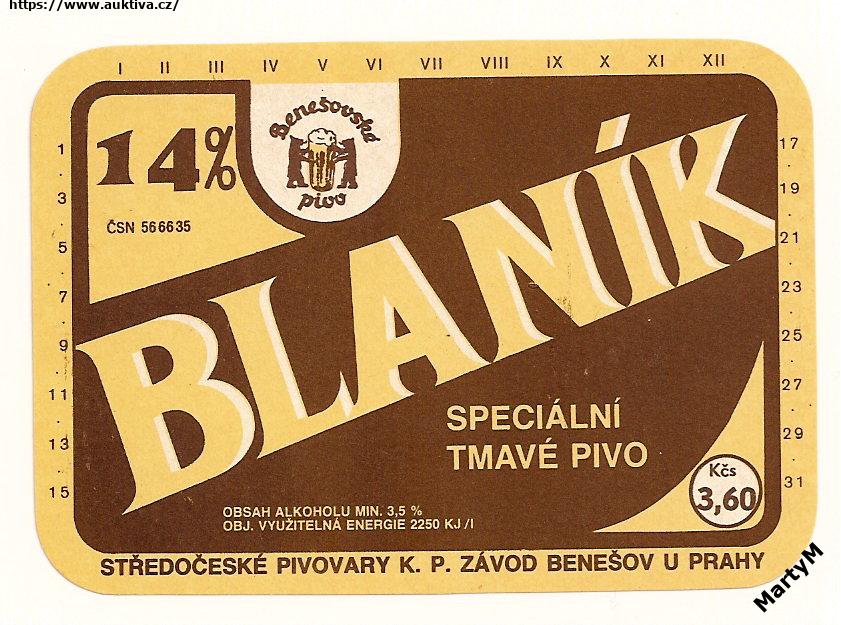 https://www.auktiva.cz/
I II III IV V VI VII VIII IX X XI XII
14%
Benešovské
pivo
ČSN 566635
1
3
5
7
9
11
13
15
17
19
21
23
25
27
29
31
BLANÍK
SPECIÁLNÍ
TMAVÉ PIVO
Kčs
3,60
OBSAH ALKOHOLU MIN. 3,5 %
OBJ. VYUŽITELNÁ ENERGIE 2250 KJ /l
STŘEDOČESKÉ PIVOVARY K. P. ZÁVOD BENEŠOV U PRAHY
MartyM